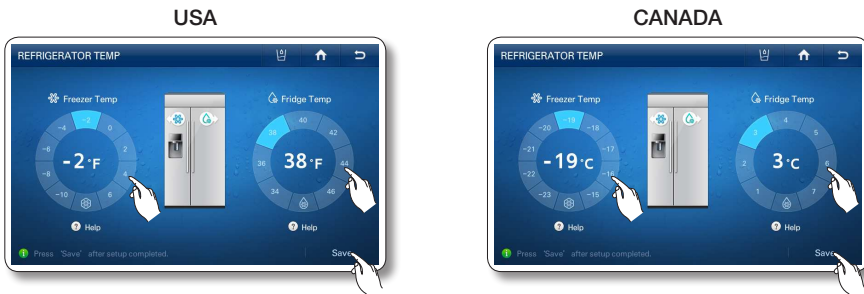 USA
REFRIGERATOR TEMP
Freezer Temp
Fridge Temp
-10
-8
-6
-4
-2
0
2
4
6
-2°F
34
36
38
40
42
44
46
38°F
? Help
? Help
i Press 'Save' after setup completed.
Save
CANADA
REFRIGERATOR TEMP
Freezer Temp
Fridge Temp
-23
-22
-21
-20
-19
-18
-17
-16
-15
-19°C
1
2
3
4
5
6
7
3°C
? Help
? Help
i Press 'Save' after setup completed.
Save